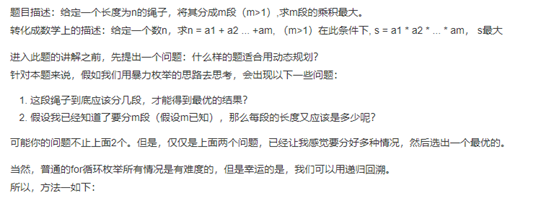 题目描述：给定一个长度为n的绳子，将其分成m段（m>1）,求m段的乘积最大。
转化成数学上的描述：给定一个数n，求n = a1 + a2 ... +am，（m>1）在此条件下, s = a1 * a2 * ... * am， s最大
进入此题的讲解之前，先提出一个问题：什么样的题适合用动态规划？
针对本题来说，假如我们用暴力枚举的思路去思考，会出现以下一些问题：
1. 这段绳子到底应该分几段，才能得到最优的结果？
2. 假设我已经知道了要分m段（假设m已知），那么每段的长度又应该是多少呢？
可能你的问题不止上面2个。但是，仅仅是上面两个问题，已经让我感觉要分好多种情况，然后选出一个最优的。
当然，普通的for循环枚举所有情况是有难度的，但是幸运的是，我们可以用递归回溯。
所以，方法一如下：